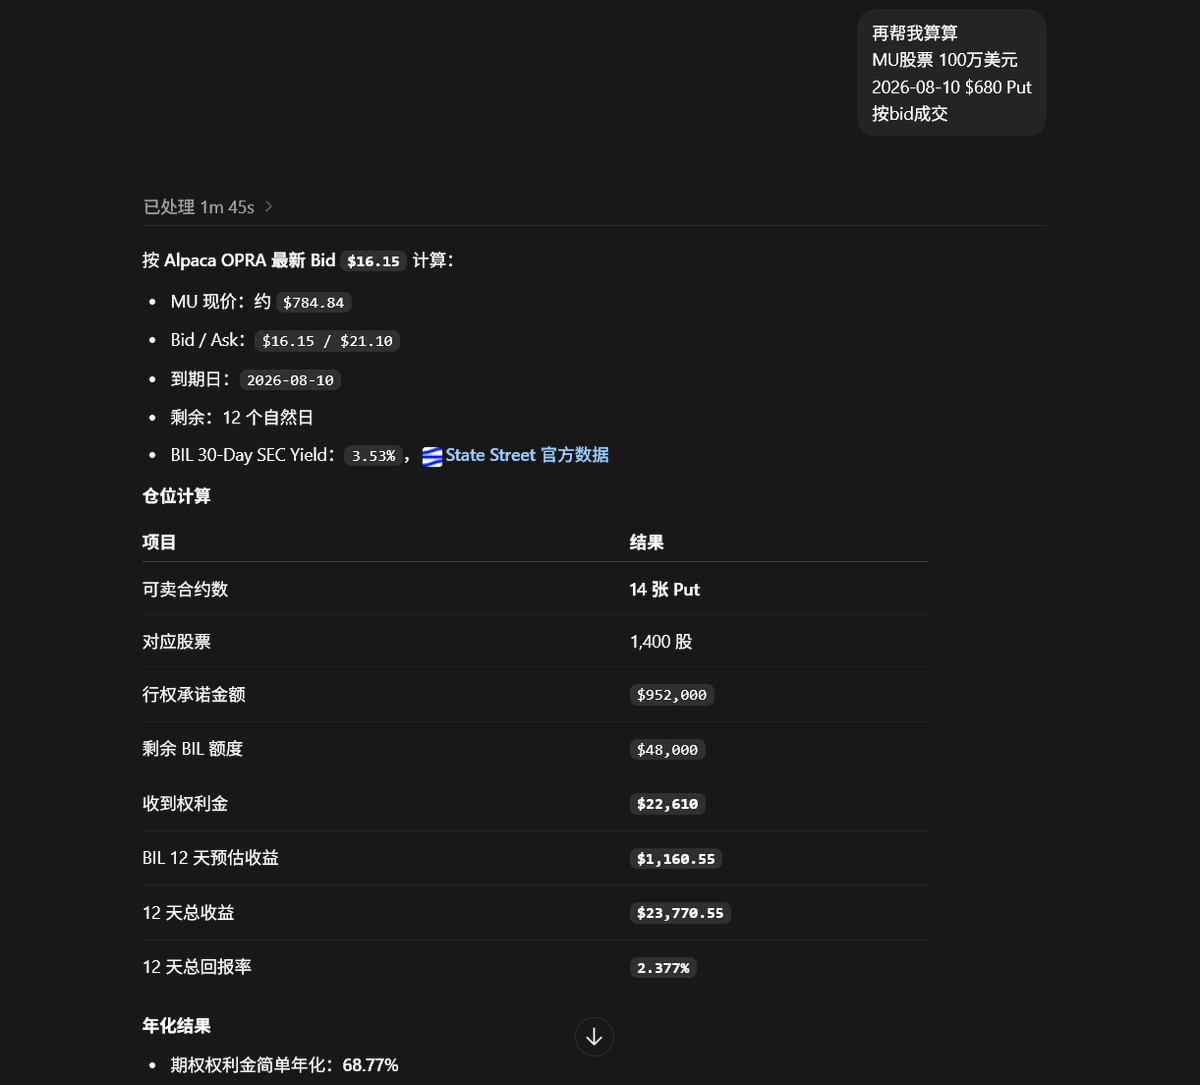 再帮我算算
MU股票 100万美元
2026-08-10 $680 Put
按bid成交
已处理 1m 45s
按 Alpaca OPRA 最新 Bid $16.15 计算：
• MU 现价：约 $784.84
• Bid / Ask： $16.15 / $21.10
• 到期日： 2026-08-10
• 剩余：12 个自然日
• BIL 30-Day SEC Yield： 3.53% ， State Street 官方数据
仓位计算
项目 结果
可卖合约数 14 张 Put
对应股票 1,400 股
行权承诺金额 $952,000
剩余 BIL 额度 $48,000
收到权利金 $22,610
BIL 12 天预估收益 $1,160.55
12 天总收益 $23,770.55
12 天总回报率 2.377%
年化结果
• 期权权利金简单年化：68.77%